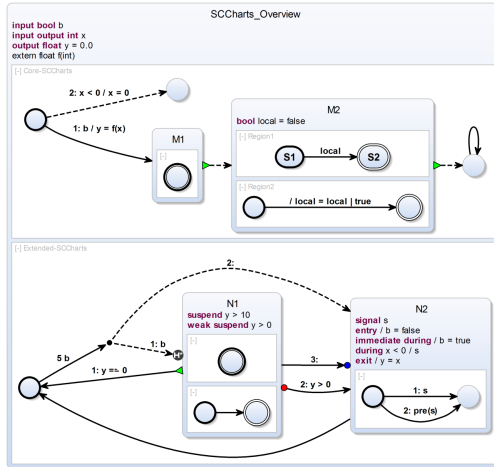 SCCharts_Overview
input bool b
input output int x
output float y = 0.0
extern float f(int)
[-] Core-SCCharts
2: x < 0 / x = 0
1: b / y = f(x)
M1
[-]
M2
bool local = false
[-] Region1
S1
local
S2
[-] Region2
/ local = local | true
[-] Extended-SCCharts
2:
N1
suspend y > 10
weak suspend y > 0
[-]
[-]
1: b
H*
5 b
1: y == 0
3:
2: y > 0
N2
signal s
entry / b = false
immediate during / b = true
during x < 0 / s
exit / y = x
[-]
1: s
2: pre(s)